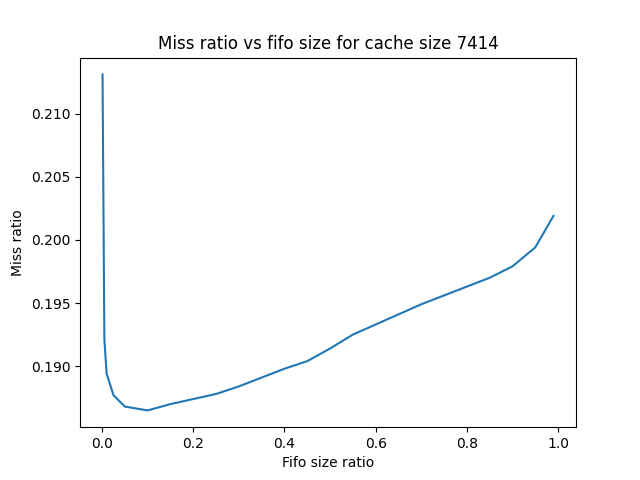 Miss ratio vs fifo size for cache size 7414
0.210
0.205
0.200
0.195
0.190
Miss ratio
0.0 0.2 0.4 0.6 0.8 1.0
Fifo size ratio